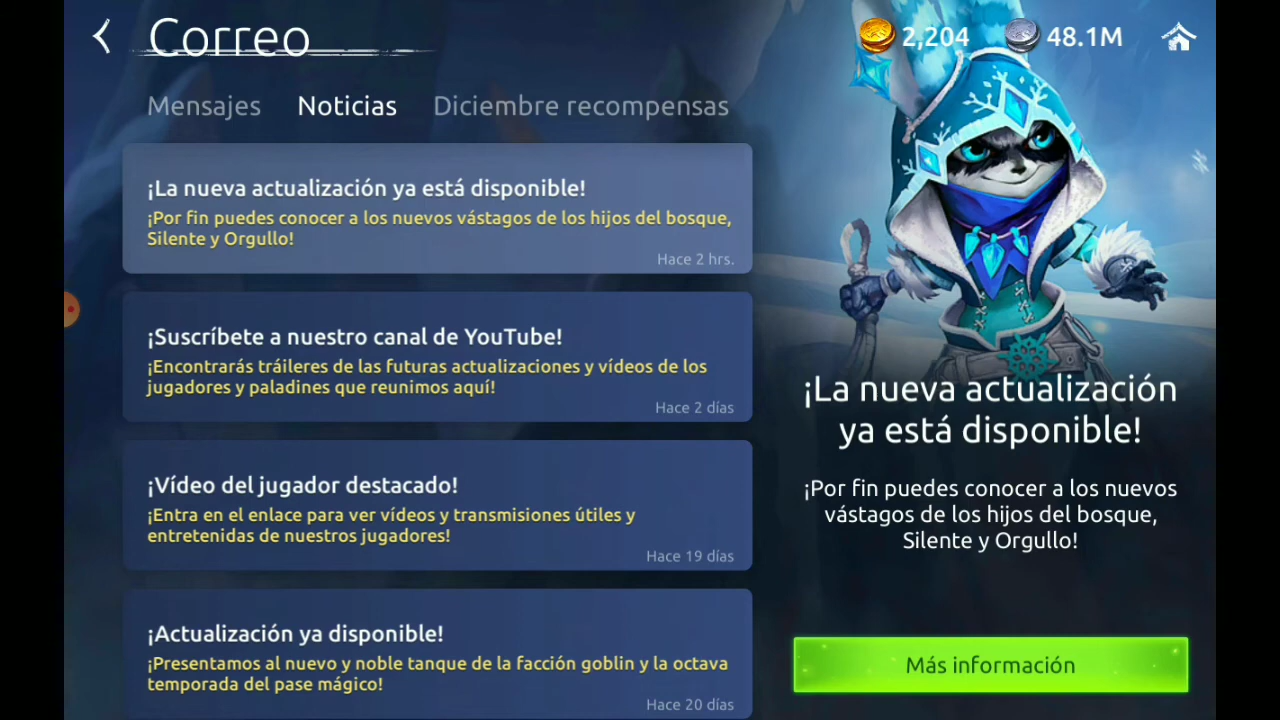 Correo
2,204
48.1M
Mensajes
Noticias
Diciembre recompensas
¡La nueva actualización ya está disponible!
¡Por fin puedes conocer a los nuevos vástagos de los hijos del bosque,
Silente y Orgullo!
Hace 2 hrs.
¡Suscríbete a nuestro canal de YouTube!
¡Encontrarás tráileres de las futuras actualizaciones y vídeos de los
jugadores y paladines que reunimos aquí!
Hace 2 días
¡Vídeo del jugador destacado!
¡Entra en el enlace para ver vídeos y transmisiones útiles y
entretenidas de nuestros jugadores!
Hace 19 días
¡Actualización ya disponible!
¡Presentamos al nuevo y noble tanque de la facción goblin y la octava
temporada del pase mágico!
Hace 20 días
¡La nueva actualización
ya está disponible!
¡Por fin puedes conocer a los nuevos
vástagos de los hijos del bosque,
Silente y Orgullo!
Más información